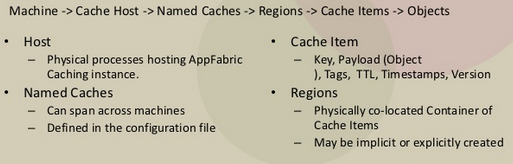 Machine -> Cache Host -> Named Caches -> Regions -> Cache Items -> Objects
• Host
– Physical processes hosting AppFabric
Caching instance.
• Named Caches
– Can span across machines
– Defined in the configuration file
• Cache Item
– Key, Payload (Object
), Tags, TTL, Timestamps, Version
• Regions
– Physically co-located Container of
Cache Items
– May be implicit or explicitly created